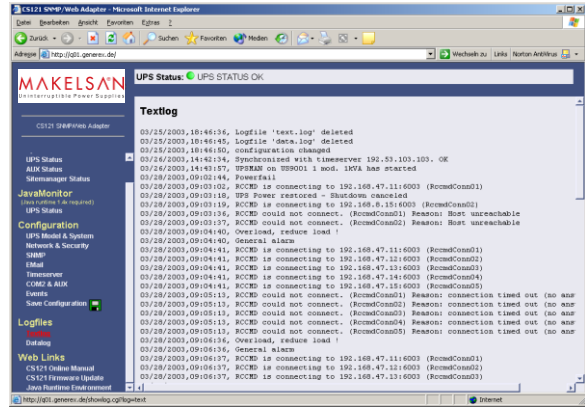 CS121 SNMP/Web Adapter - Microsoft Internet Explorer
Datei Bearbeiten Ansicht Favoriten Extras ?
Zurück Suchen Favoriten Medien
Adresse http://q01.generex.de/ Wechseln zu Links Norton AntiVirus
MAKELSAN
Uninterruptible Power Supplies
CS121 SNMP/Web Adapter
UPS Status
AUX Status
Sitemanager Status
JavaMonitor
(Java runtime 1.4x required)
UPS Status
Configuration
UPS Model & System
Network & Security
SNMP
EMail
Timeserver
COM2 & AUX
Events
Save Configuration
Logfiles
Datalog
Web Links
CS121 Online Manual
CS121 Firmware Update
Java Runtime Environment
UPS Status: UPS STATUS OK
Textlog
03/25/2003,18:46:36, Logfile 'text.log' deleted
03/25/2003,18:46:45, Logfile 'data.log' deleted
03/25/2003,18:46:50, configuration changed
03/26/2003,14:42:34, Synchronized with timeserver 192.53.103.103. OK
03/26/2003,14:43:57, UPSMAN on US9001 1 mod. 1kVA has started
03/28/2003,09:02:44, Powerfail
03/28/2003,09:03:02, RCCMD is connecting to 192.168.47.11:6003 (RccmdConn01)
03/28/2003,09:03:18, UPS Power restored - Shutdown canceled
03/28/2003,09:03:19, RCCMD is connecting to 192.168.8.15:6003 (RccmdConn02)
03/28/2003,09:03:36, RCCMD could not connect. (RccmdConn01) Reason: Host unreachable
03/28/2003,09:03:37, RCCMD could not connect. (RccmdConn02) Reason: Host unreachable
03/28/2003,09:04:40, Overload, reduce load !
03/28/2003,09:04:40, General alarm
03/28/2003,09:04:41, RCCMD is connecting to 192.168.47.11:6003 (RccmdConn01)
03/28/2003,09:04:41, RCCMD is connecting to 192.168.47.12:6003 (RccmdConn02)
03/28/2003,09:04:41, RCCMD is connecting to 192.168.47.13:6003 (RccmdConn03)
03/28/2003,09:04:41, RCCMD is connecting to 192.168.47.14:6003 (RccmdConn04)
03/28/2003,09:04:41, RCCMD is connecting to 192.168.47.15:6003 (RccmdConn05)
03/28/2003,09:05:13, RCCMD could not connect. (RccmdConn01) Reason: connection timed out (no ans
03/28/2003,09:05:13, RCCMD could not connect. (RccmdConn02) Reason: connection timed out (no ans
03/28/2003,09:05:13, RCCMD could not connect. (RccmdConn03) Reason: connection timed out (no ans
03/28/2003,09:05:13, RCCMD could not connect. (RccmdConn04) Reason: connection timed out (no ans
03/28/2003,09:05:13, RCCMD could not connect. (RccmdConn05) Reason: connection timed out (no ans
03/28/2003,09:06:36, Overload, reduce load !
03/28/2003,09:06:36, General alarm
03/28/2003,09:06:37, RCCMD is connecting to 192.168.47.11:6003 (RccmdConn01)
03/28/2003,09:06:37, RCCMD is connecting to 192.168.47.12:6003 (RccmdConn02)
03/28/2003,09:06:37, RCCMD is connecting to 192.168.47.13:6003 (RccmdConn03)
http://q01.generex.de/showlog.cgi?log=text Internet